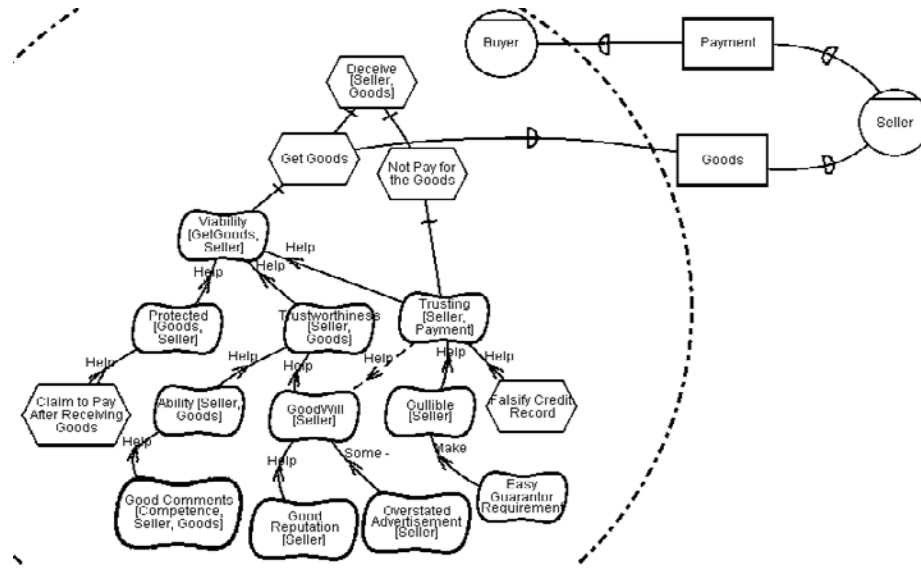 Buyer
Payment
Seller
Goods
Deceive
[Seller,
Goods]
Get Goods
Not Pay for
the Goods
Viability
[GetGoods,
Seller]
Help
Help
Help
Protected
[Goods,
Seller]
Trustworthiness
[Seller,
Goods]
Trusting
[Seller,
Payment]
Help
Help
Help
Help
Help
Help
Claim to Pay
After Receiving
Goods
Ability [Seller,
Goods]
GoodWill
[Seller]
Gullible
[Seller]
Falsify Credit
Record
Help
Help
Some -
Make
Good Comments
[Competence,
Seller, Goods]
Good
Reputation
[Seller]
Overstated
Advertisement
[Seller]
Easy
Guarantor
Requirement